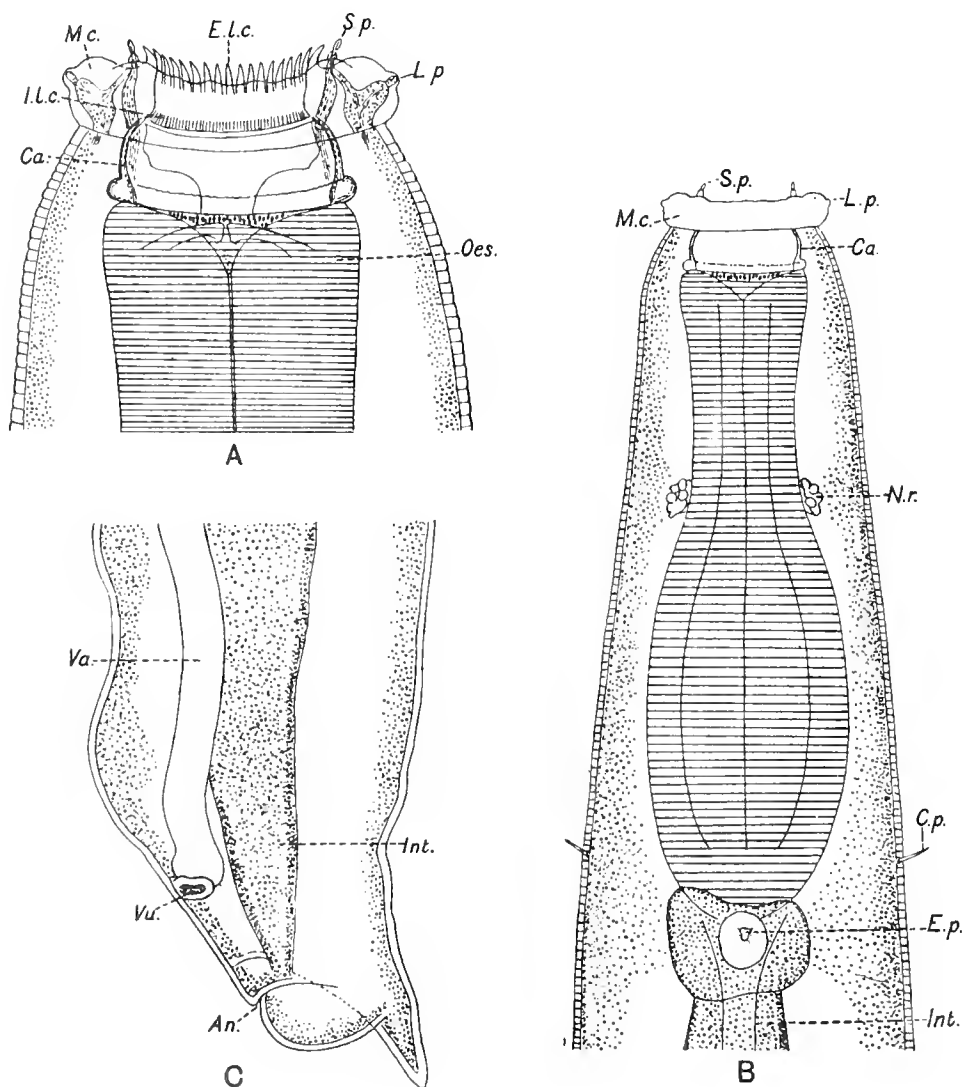 M c.
E.l.c.
S p.
L. p
I.l.c.
Ca.
Oes.
A
S.p.
M.c.
L.p.
Ca.
N.r.
C.p.
E.p.
Int.
B
Va.
Int.
Vu.
An.
C